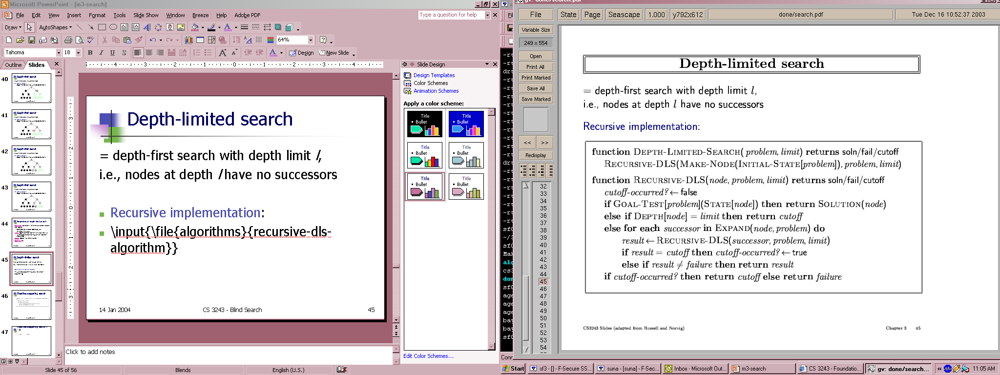 Microsoft PowerPoint - [m3-search]
File Edit View Insert Format Tools Slide Show Window Breeze Help Adobe PDF
Type a question for help
Draw AutoShapes
64%
Tahoma 18 B I U S Design New Slide
Outline Slides
40
41
42
43
44
45
46
47
Depth-limited search
= depth-first search with depth limit l,
i.e., nodes at depth l have no successors
Recursive implementation:
\input{\file{algorithms}{recursive-dls-
algorithm}}
14 Jan 2004 CS 3243 - Blind Search 45
Click to add notes
Slide 45 of 56 Blends English (U.S.)
Slide Design
Design Templates
Color Schemes
Animation Schemes
Apply a color scheme:
Title Title
Bullet Bullet
Title Title
Bullet Bullet
Title Title
Bullet Bullet
Edit Color Schemes...
gv: done/search.pdf
File State Page Seascape 1.000 y792x612 done/search.pdf Tue Dec 16 10:52:37 2003
Variable Size
249 x 554
Open
Print All
Print Marked
Save All
Save Marked
<< >>
Redisplay
32
33
34
35
36
37
38
39
40
41
42
43
44
45
46
47
48
49
50
51
52
53
54
Depth-limited search
= depth-first search with depth limit l,
i.e., nodes at depth l have no successors
Recursive implementation:
function DEPTH-LIMITED-SEARCH( problem, limit) returns soln/fail/cutoff
RECURSIVE-DLS(MAKE-NODE(INITIAL-STATE[problem]), problem, limit)
function RECURSIVE-DLS(node, problem, limit) returns soln/fail/cutoff
cutoff-occurred? ← false
if GOAL-TEST[problem](STATE[node]) then return SOLUTION(node)
else if DEPTH[node] = limit then return cutoff
else for each successor in EXPAND(node, problem) do
result ← RECURSIVE-DLS(successor, problem, limit)
if result = cutoff then cutoff-occurred? ← true
else if result ≠ failure then return result
if cutoff-occurred? then return cutoff else return failure
CS3243 Slides (adapted from Russell and Norvig) Chapter 3 45
Start sf3 - [] - F-Secure SS... suna - [suna] - F-Sec... Inbox - Microsoft Out... m3-search CS 3243 - Foundatio... gv: done/search... « 11:05 AM